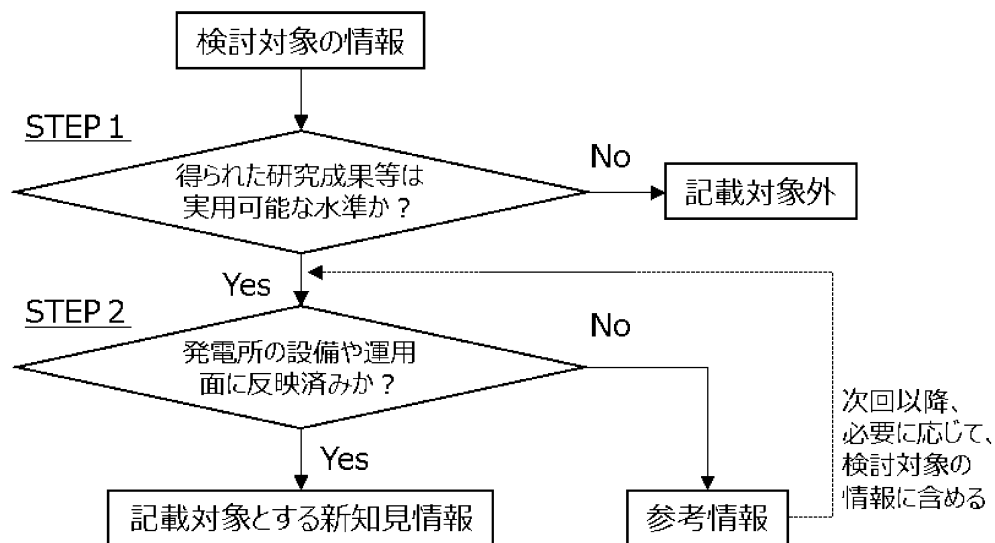 検討対象の情報
STEP 1
得られた研究成果等は
実用可能な水準か？
No
記載対象外
Yes
STEP 2
発電所の設備や運用
面に反映済みか？
No
次回以降、
必要に応じて、
検討対象の
情報に含める
Yes
記載対象とする新知見情報
参考情報